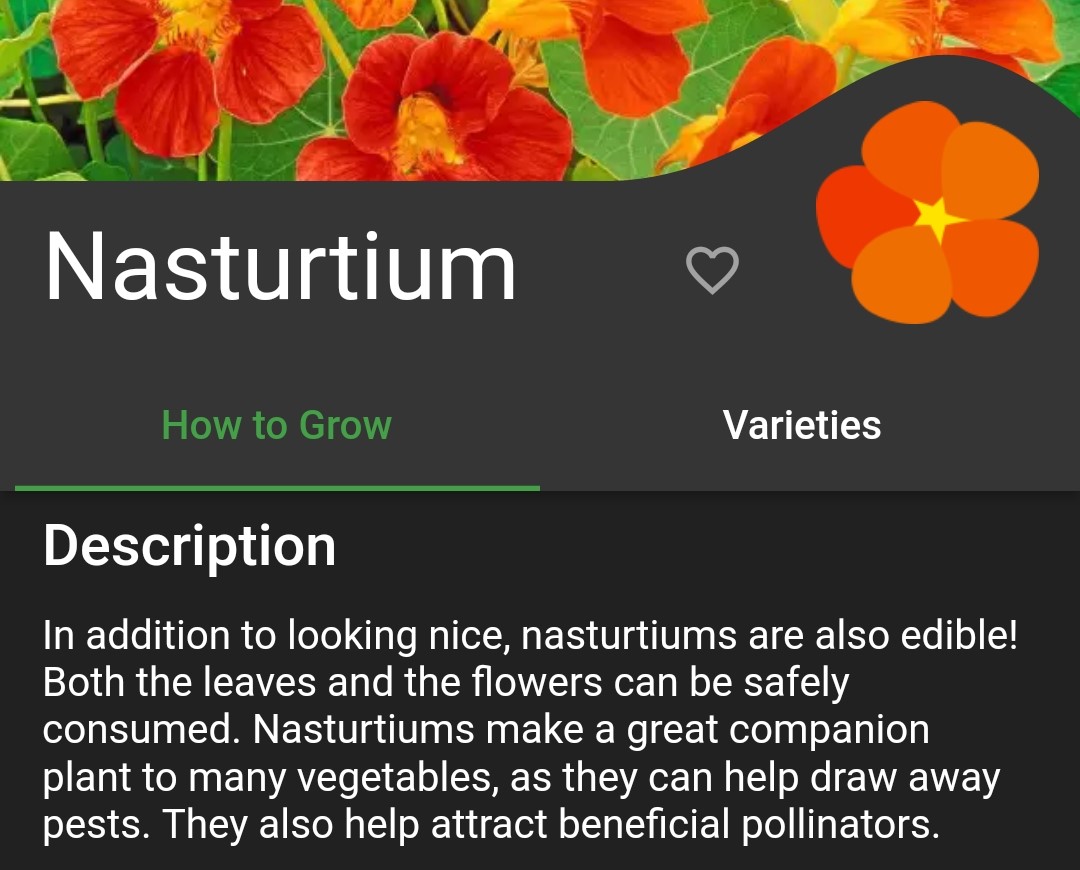 Nasturtium
How to Grow
Varieties
Description
In addition to looking nice, nasturtiums are also edible!
Both the leaves and the flowers can be safely
consumed. Nasturtiums make a great companion
plant to many vegetables, as they can help draw away
pests. They also help attract beneficial pollinators.